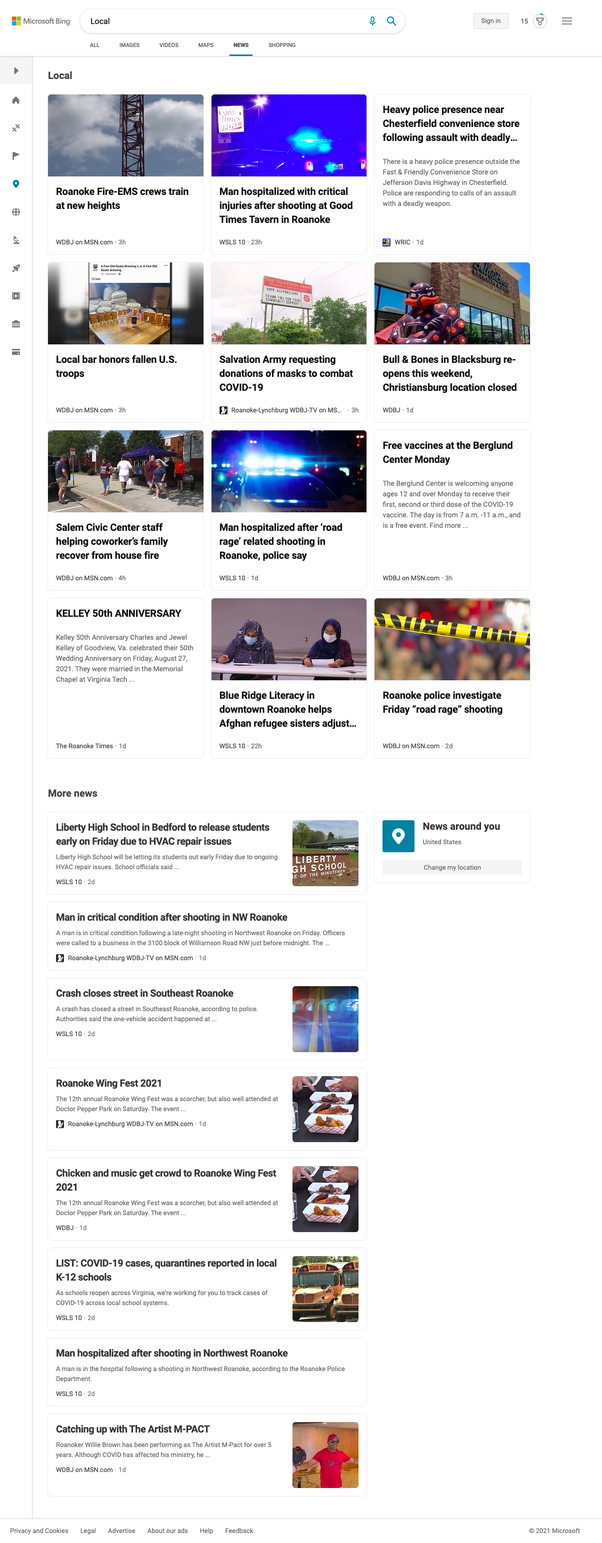 Microsoft Bing
Local
Sign in
15
ALL
IMAGES
VIDEOS
MAPS
NEWS
SHOPPING
Local
Roanoke Fire-EMS crews train
at new heights
WDBJ on MSN.com · 3h
Man hospitalized with critical
injuries after shooting at Good
Times Tavern in Roanoke
WSLS 10 · 23h
Heavy police presence near
Chesterfield convenience store
following assault with deadly...
There is a heavy police presence outside the
Fast & Friendly Convenience Store on
Jefferson Davis Highway in Chesterfield.
Police are responding to calls of an assault
with a deadly weapon.
WRIC · 1d
Local bar honors fallen U.S.
troops
WDBJ on MSN.com · 3h
Salvation Army requesting
donations of masks to combat
COVID-19
Roanoke-Lynchburg WDBJ-TV on MS... · 3h
Bull & Bones in Blacksburg re-
opens this weekend,
Christiansburg location closed
WDBJ · 1d
Salem Civic Center staff
helping coworker's family
recover from house fire
WDBJ on MSN.com · 4h
Man hospitalized after 'road
rage' related shooting in
Roanoke, police say
WSLS 10 · 1d
Free vaccines at the Berglund
Center Monday
The Berglund Center is welcoming anyone
ages 12 and over Monday to receive their
first, second or third dose of the COVID-19
vaccine. The day is from 7 a.m. -11 a.m., and
is a free event. Find more ...
WDBJ on MSN.com · 3h
KELLEY 50th ANNIVERSARY
Kelley 50th Anniversary Charles and Jewel
Kelley of Goodview, Va. celebrated their 50th
Wedding Anniversary on Friday, August 27,
2021. They were married in the Memorial
Chapel at Virginia Tech ...
The Roanoke Times · 1d
Blue Ridge Literacy in
downtown Roanoke helps
Afghan refugee sisters adjust...
WSLS 10 · 22h
Roanoke police investigate
Friday "road rage" shooting
WDBJ on MSN.com · 2d
More news
Liberty High School in Bedford to release students
early on Friday due to HVAC repair issues
Liberty High School will be letting its students out early Friday due to ongoing
HVAC repair issues. School officials said ...
WSLS 10 · 2d
LIBERTY
GH SCHOOL
News around you
United States
Change my location
Man in critical condition after shooting in NW Roanoke
A man is in critical condition following a late-night shooting in Northwest Roanoke on Friday. Officers
were called to a business in the 3100 block of Williamson Road NW just before midnight. The ...
Roanoke-Lynchburg WDBJ-TV on MSN.com · 1d
Crash closes street in Southeast Roanoke
A crash has closed a street in Southeast Roanoke, according to police.
Authorities said the one-vehicle accident happened at ...
WSLS 10 · 2d
Roanoke Wing Fest 2021
The 12th annual Roanoke Wing Fest was a scorcher, but also well attended at
Doctor Pepper Park on Saturday. The event ...
Roanoke-Lynchburg WDBJ-TV on MSN.com · 1d
Chicken and music get crowd to Roanoke Wing Fest
2021
The 12th annual Roanoke Wing Fest was a scorcher, but also well attended at
Doctor Pepper Park on Saturday. The event ...
WDBJ · 1d
LIST: COVID-19 cases, quarantines reported in local
K-12 schools
As schools reopen across Virginia, we're working for you to track cases of
COVID-19 across local school systems.
WSLS 10 · 2d
Man hospitalized after shooting in Northwest Roanoke
A man is in the hospital following a shooting in Northwest Roanoke, according to the Roanoke Police
Department.
WSLS 10 · 2d
Catching up with The Artist M-PACT
Roanoker Willie Brown has been performing as The Artist M-Pact for over 5
years. Although COVID has affected his ministry, he ...
WDBJ on MSN.com · 1d
Privacy and Cookies
Legal
Advertise
About our ads
Help
Feedback
© 2021 Microsoft